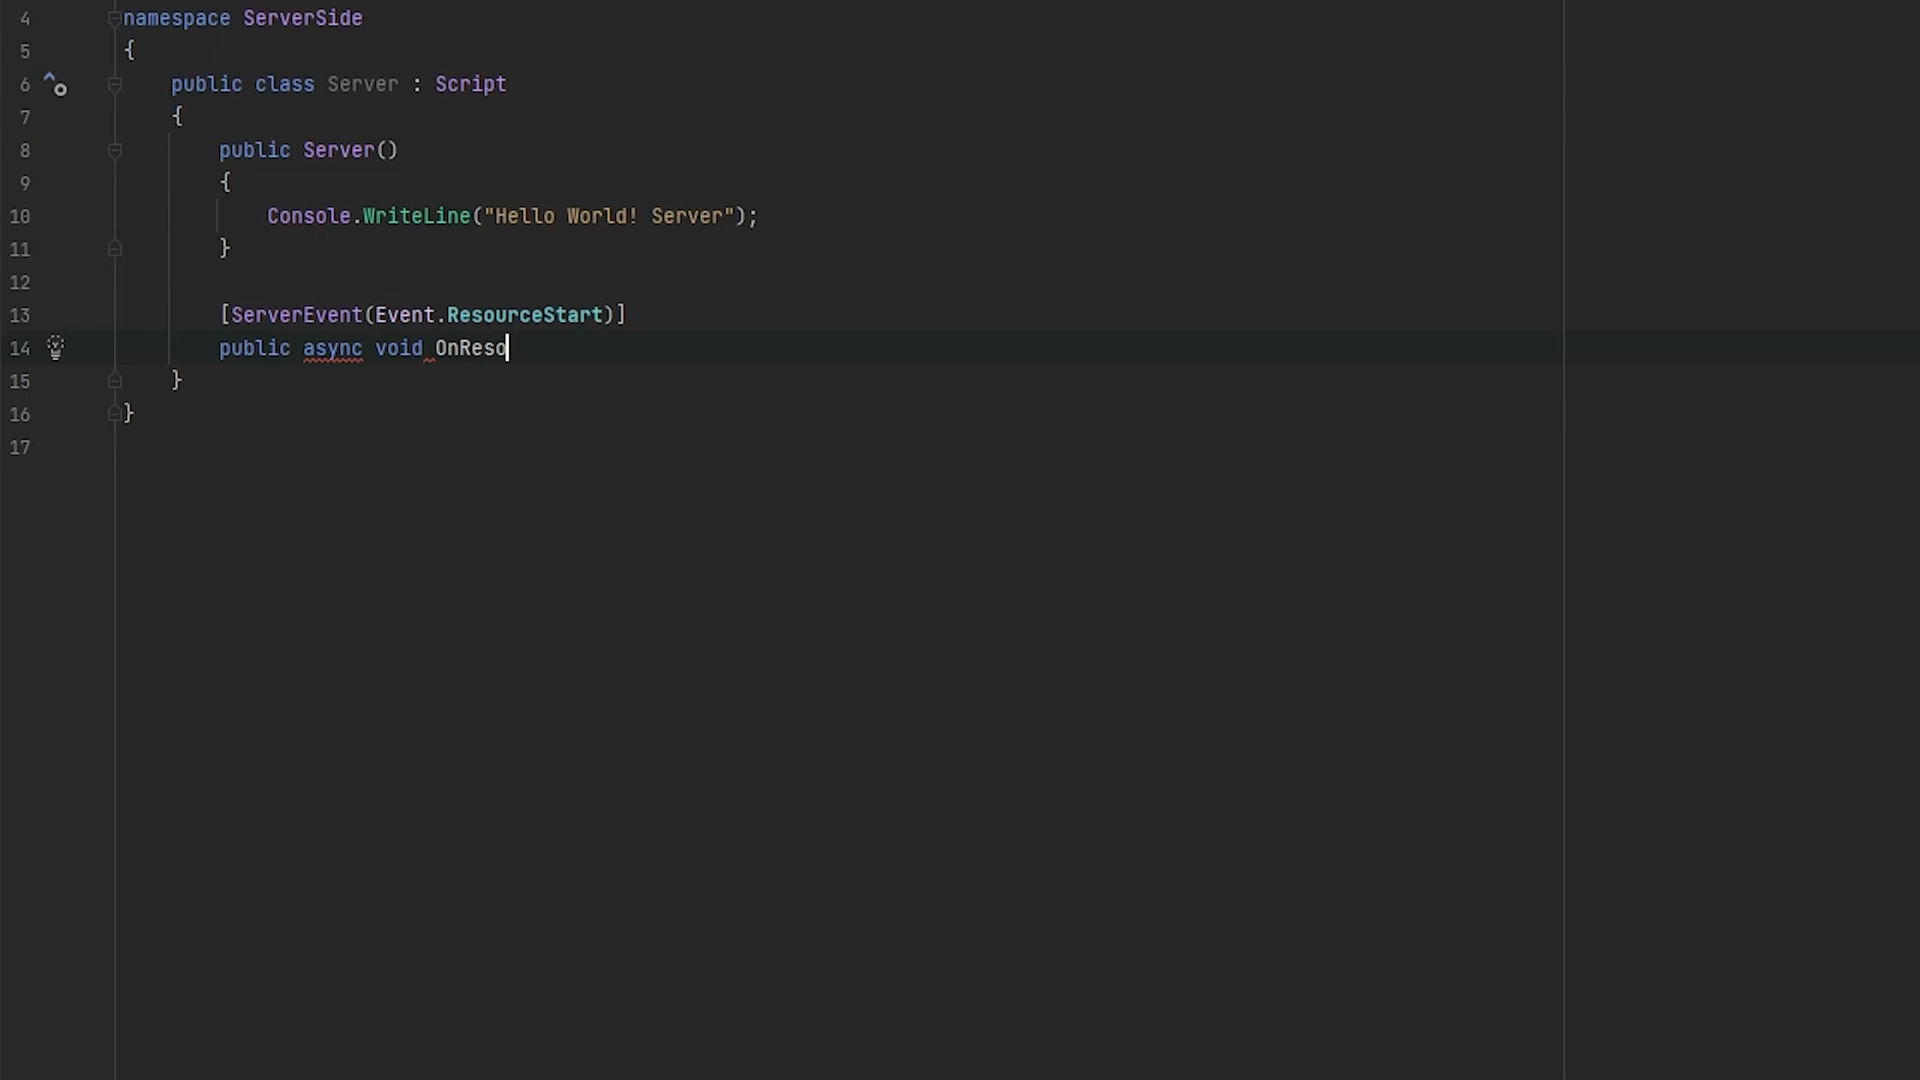 4 namespace ServerSide
5 {
6 public class Server : Script
7 {
8 public Server()
9 {
10 Console.WriteLine("Hello World! Server");
11 }
12
13 [ServerEvent(Event.ResourceStart)]
14 public async void OnReso
15 }
16 }
17